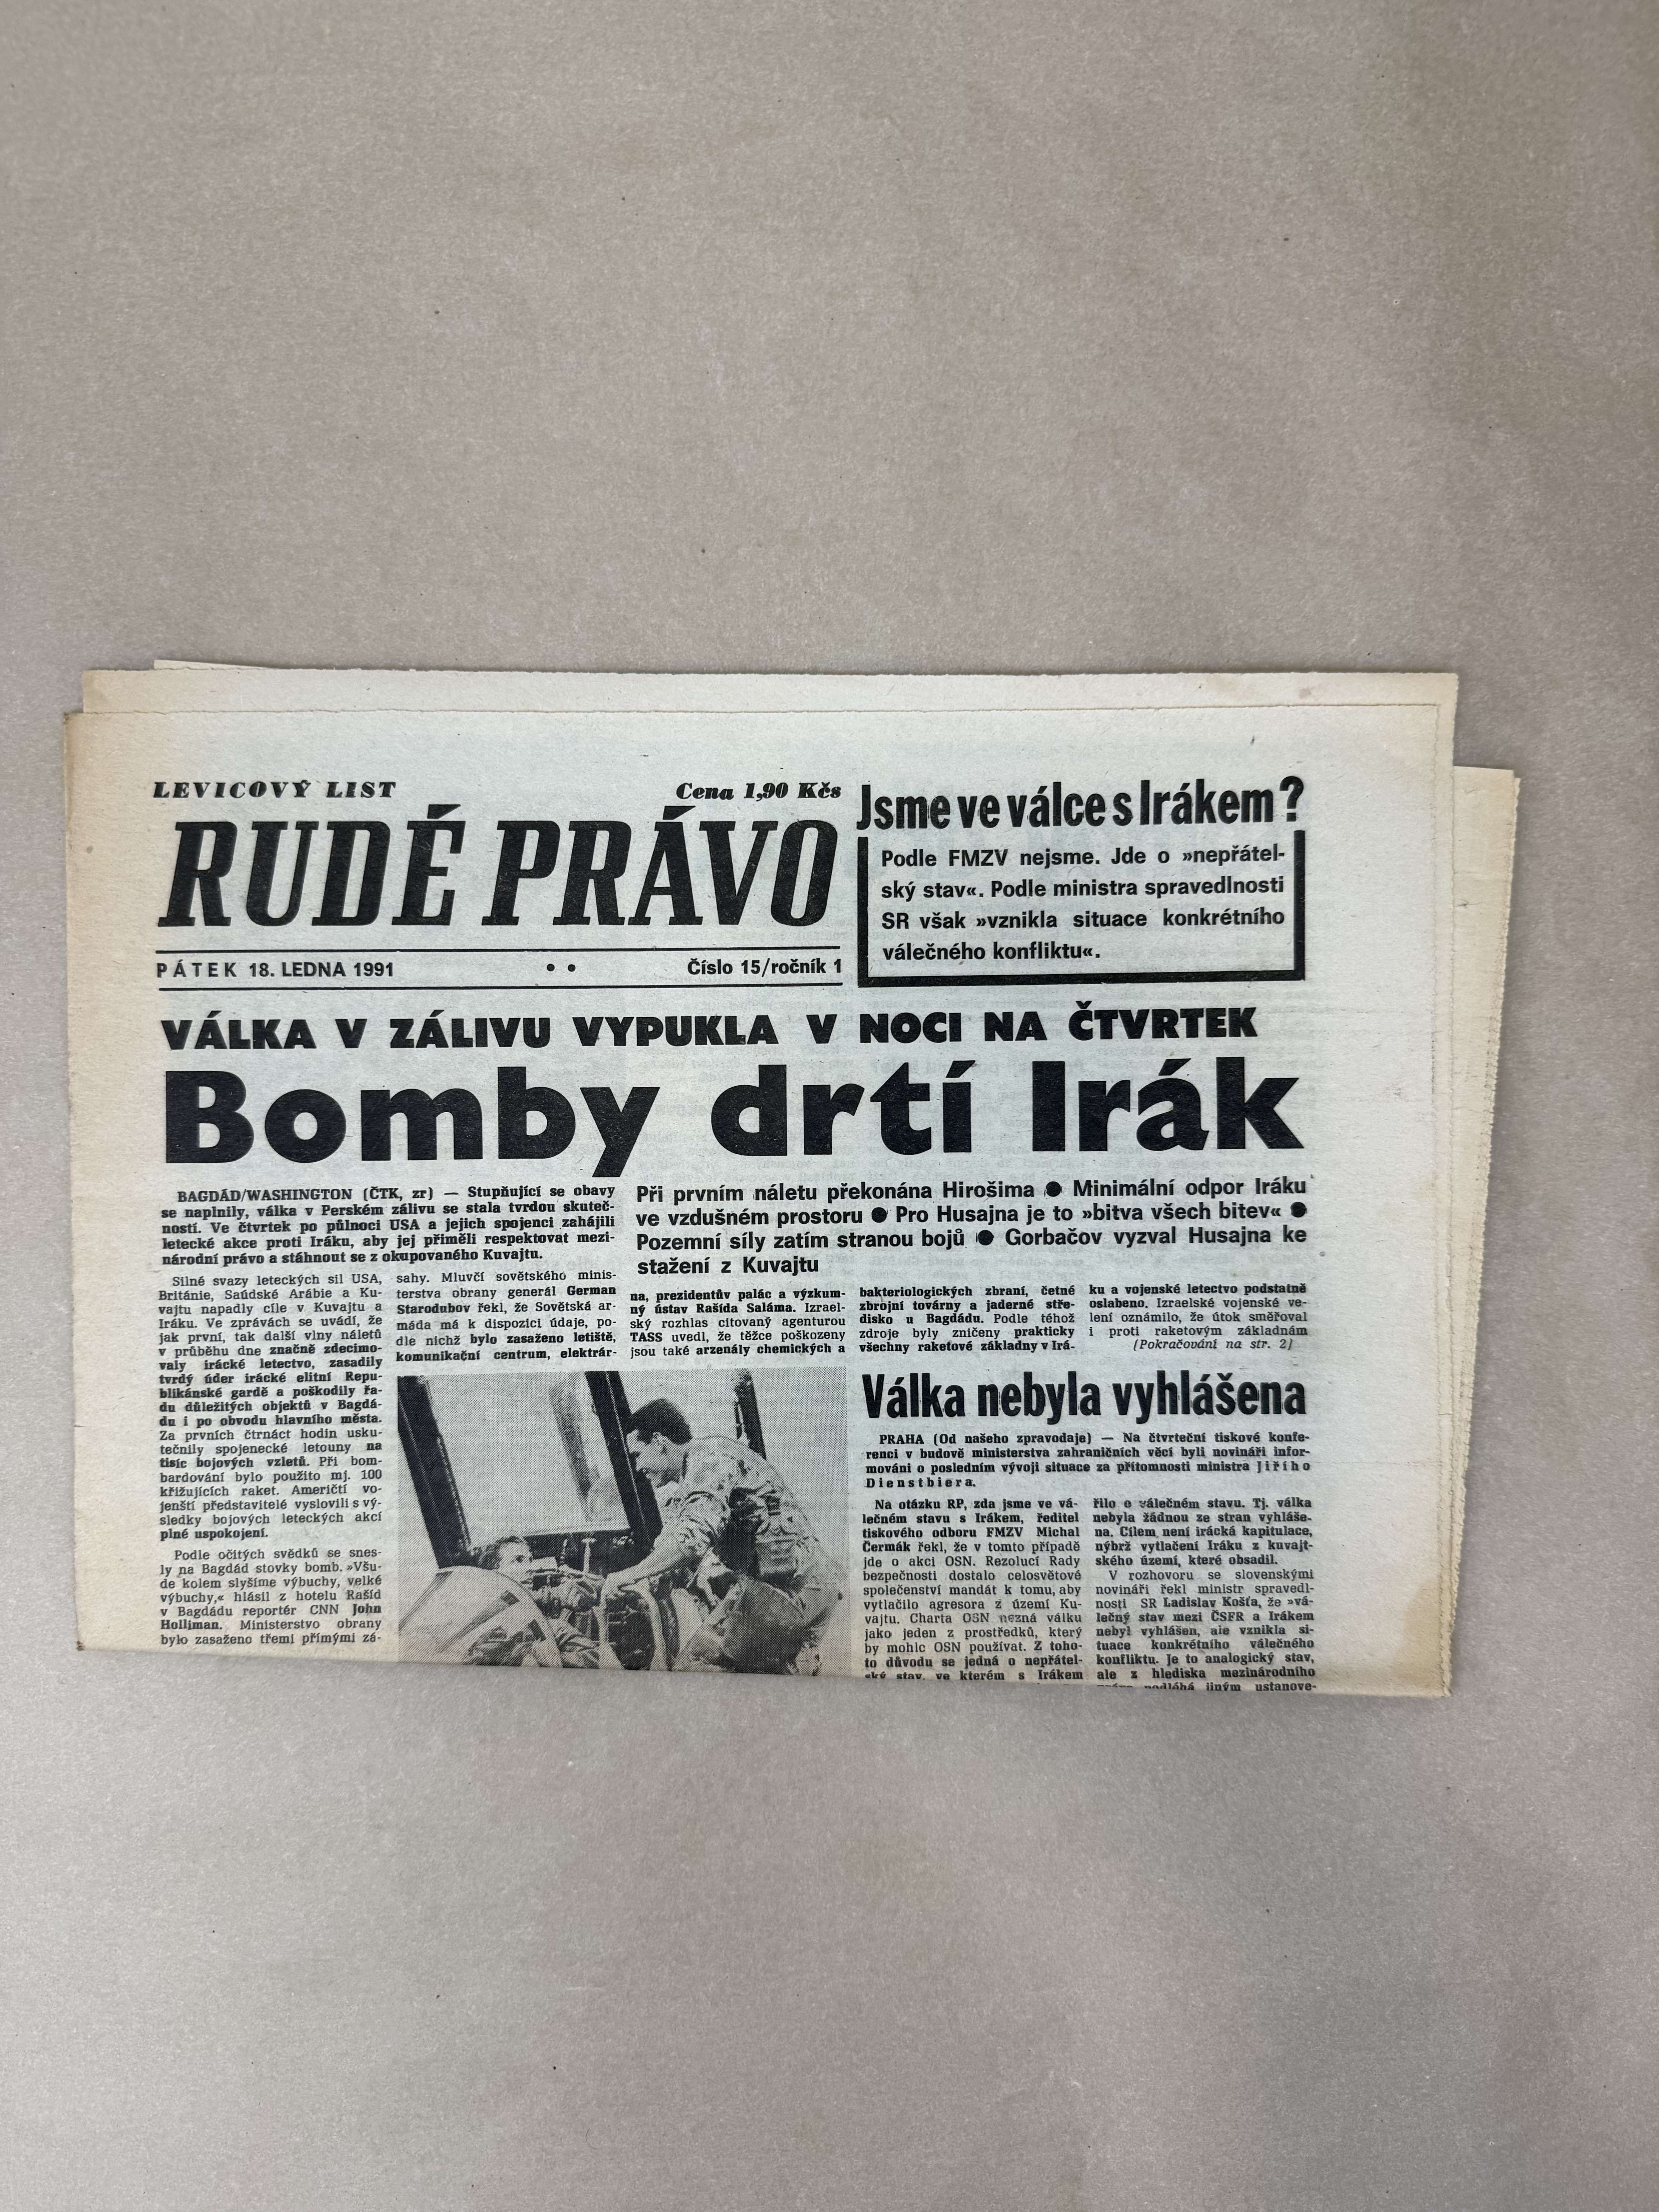 LEVICOVÝ LIST
Cena 1,90 Kčs
RUDÉ PRÁVO
PÁTEK 18. LEDNA 1991
Číslo 15/ročník 1
Jsme ve válce s Irákem?
Podle FMZV nejsme. Jde o »nepřátel-
ský stav«. Podle ministra spravedlnosti
SR však »vznikla situace konkrétního
válečného konfliktu«.
VÁLKA V ZÁLIVU VYPUKLA V NOCI NA ČTVRTEK
Bomby drtí Irák
BAGDÁD/WASHINGTON (ČTK, zr) — Stupňující se obavy
se naplnily, válka v Perském zálivu se stala tvrdou skuteč-
ností. Ve čtvrtek po půlnoci USA a jejich spojenci zahájili
letecké akce proti Iráku, aby jej přiměli respektovat mezi-
národní právo a stáhnout se z okupovaného Kuvajtu.
Při prvním náletu překonána Hirošima ● Minimální odpor Iráku
ve vzdušném prostoru ● Pro Husajna je to »bitva všech bitev« ●
Pozemní síly zatím stranou bojů ● Gorbačov vyzval Husajna ke
stažení z Kuvajtu
Silné svazy leteckých sil USA,
Británie, Saúdské Arábie a Ku-
vajtu napadly cíle v Kuvajtu a
Iráku. Ve zprávách se uvádí, že
jak první, tak další vlny náletů
v průběhu dne značně zdecimo-
valy irácké letectvo, zasadily
tvrdý úder irácké elitní Repu-
blikánské gardě a poškodily řa-
du důležitých objektů v Bagdá-
du i po obvodu hlavního města.
Za prvních čtrnáct hodin usku-
tečnily spojenecké letouny na
tisíc bojových vzletů. Při bom-
bardování bylo použito mj. 100
křižujících raket. Američtí vo-
jenští představitelé vyslovili s vý-
sledky bojových leteckých akcí
plné uspokojení.
Podle očitých svědků se snes-
ly na Bagdád stovky bomb. »Všu-
de kolem slyšíme výbuchy, velké
výbuchy,« hlásil z hotelu Rašíd
v Bagdádu reportér CNN John
Holliman. Ministerstvo obrany
bylo zasaženo třemi přímými zá-
sahy. Mluvčí sovětského minis-
terstva obrany generál German
Starodubov řekl, že Sovětská ar-
máda má k dispozici údaje, po-
dle nichž bylo zasaženo letiště,
komunikační centrum, elektrár-
na, prezidentův palác a výzkum-
ný ústav Rašída Saláma. Izrael-
ský rozhlas citovaný agenturou
TASS uvedl, že těžce poškozeny
jsou také arzenály chemických a
bakteriologických zbraní, četné
zbrojní továrny a jaderné stře-
disko u Bagdádu. Podle téhož
zdroje byly zničeny prakticky
všechny raketové základny v Irá-
ku a vojenské letectvo podstatně
oslabeno. Izraelské vojenské ve-
lení oznámilo, že útok směřoval
i proti raketovým základnám
(Pokračování na str. 2)
Válka nebyla vyhlášena
PRAHA (Od našeho zpravodaje) — Na čtvrteční tiskové konfe-
renci v budově ministerstva zahraničních věcí byli novináři infor-
mováni o posledním vývoji situace za přítomnosti ministra Jiřího
Dienstbiera.
Na otázku RP, zda jsme ve vá-
lečném stavu s Irákem, ředitel
tiskového odboru FMZV Michal
Čermák řekl, že v tomto případě
jde o akci OSN. Rezolucí Rady
bezpečnosti dostalo celosvětové
společenství mandát k tomu, aby
vytlačilo agresora z území Ku-
vajtu. Charta OSN nezná válku
jako jeden z prostředků, který
by mohlc OSN používat. Z toho-
to důvodu se jedná o nepřátel-
ský stav, ve kterém s Irákem
řilo o válečném stavu. Tj. válka
nebyla žádnou ze stran vyhláše-
na. Cílem není irácká kapitulace,
nýbrž vytlačení Iráku z kuvajt-
ského území, které obsadil.
V rozhovoru se slovenskými
novináři řekl ministr spravedl-
nosti SR Ladislav Košťa, že »vá-
lečný stav mezi ČSFR a Irákem
nebyl vyhlášen, ale vznikla si-
tuace konkrétního válečného
konfliktu. Je to analogický stav,
ale z hlediska mezinárodního
práva podléhá jiným ustanove-